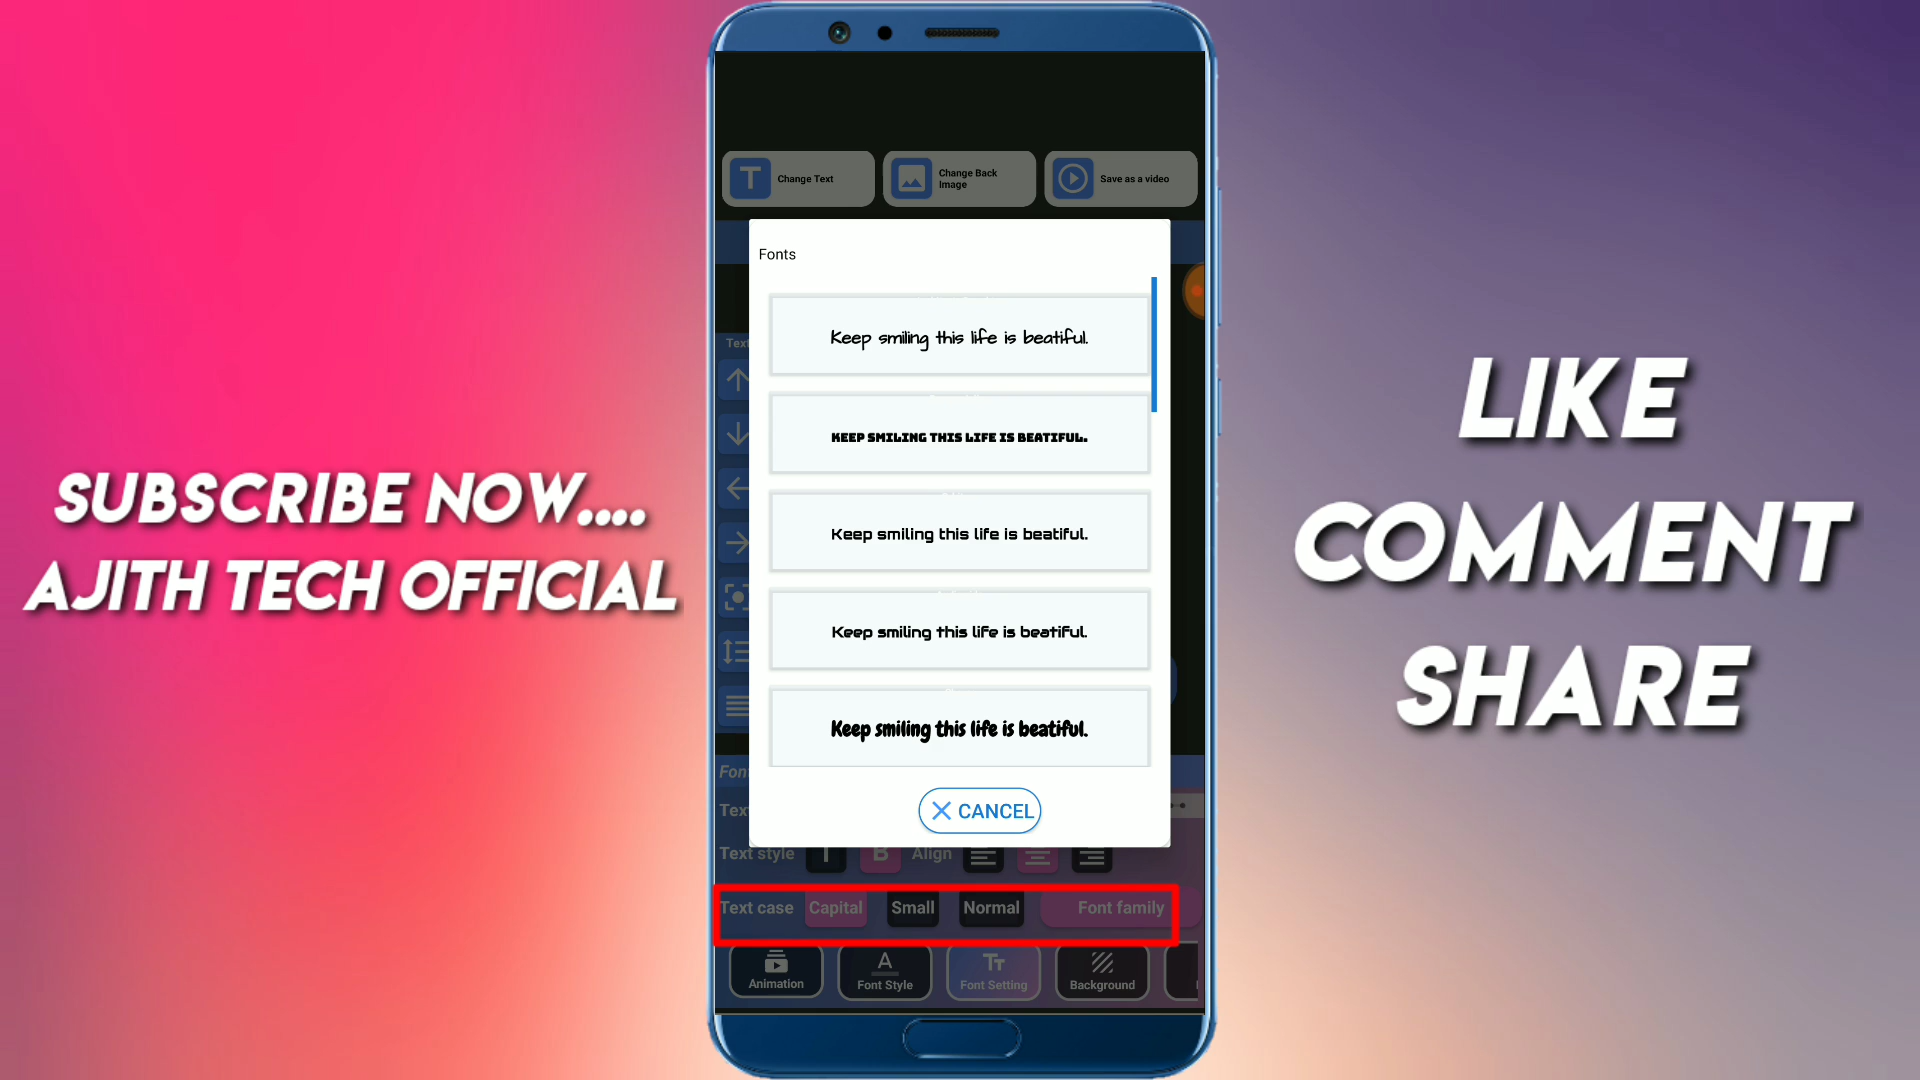 SUBSCRIBE NOW....
AJITH TECH OFFICIAL
Change Text
Change Back
Image
Save as a video
Fonts
Keep smiling this life is beatiful.
KEEP SMILING THIS LIFE IS BEATIFUL.
Keep smiling this life is beatiful.
Keep smiling this life is beatiful.
Keep smiling this life is beatiful.
CANCEL
Text style B Align
Text case Capital Small Normal Font family
Animation Font Style Font Setting Background
LIKE
COMMENT
SHARE